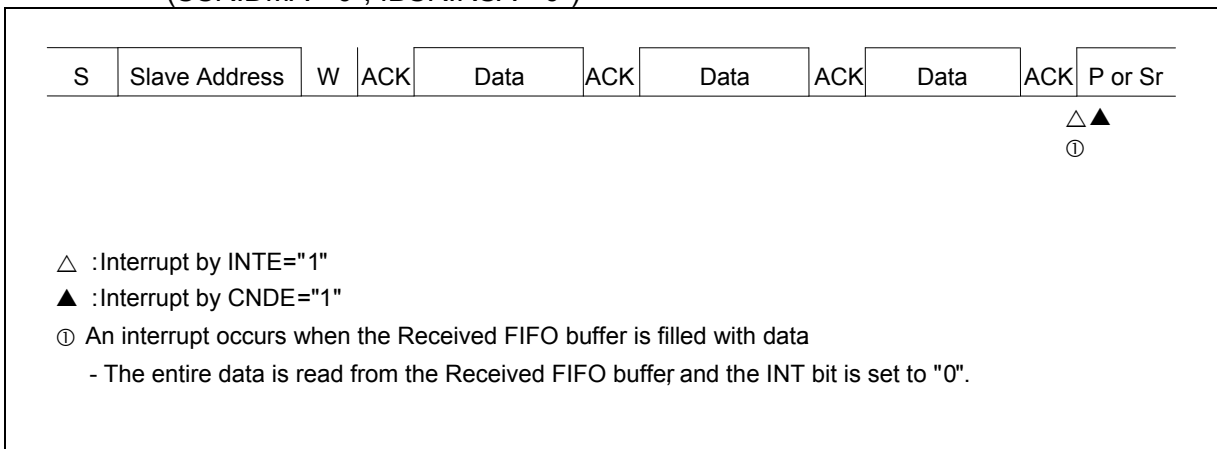 S Slave Address W ACK Data ACK Data ACK Data ACK P or Sr
△ ▲
①
△ :Interrupt by INTE="1"
▲ :Interrupt by CNDE="1"
① An interrupt occurs when the Received FIFO buffer is filled with data
- The entire data is read from the Received FIFO buffer, and the INT bit is set to "0".